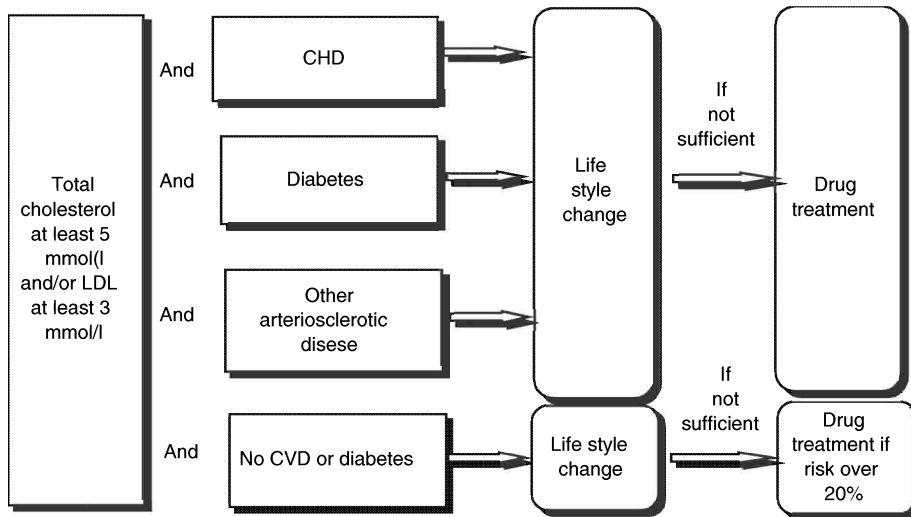 Total
cholesterol
at least 5
mmol(l
and/or LDL
at least 3
mmol/l
And
CHD
And
Diabetes
And
Other
arteriosclerotic
disese
And
No CVD or diabetes
Life
style
change
If
not
sufficient
Drug
treatment
Life style
change
If
not
sufficient
Drug
treatment if
risk over
20%